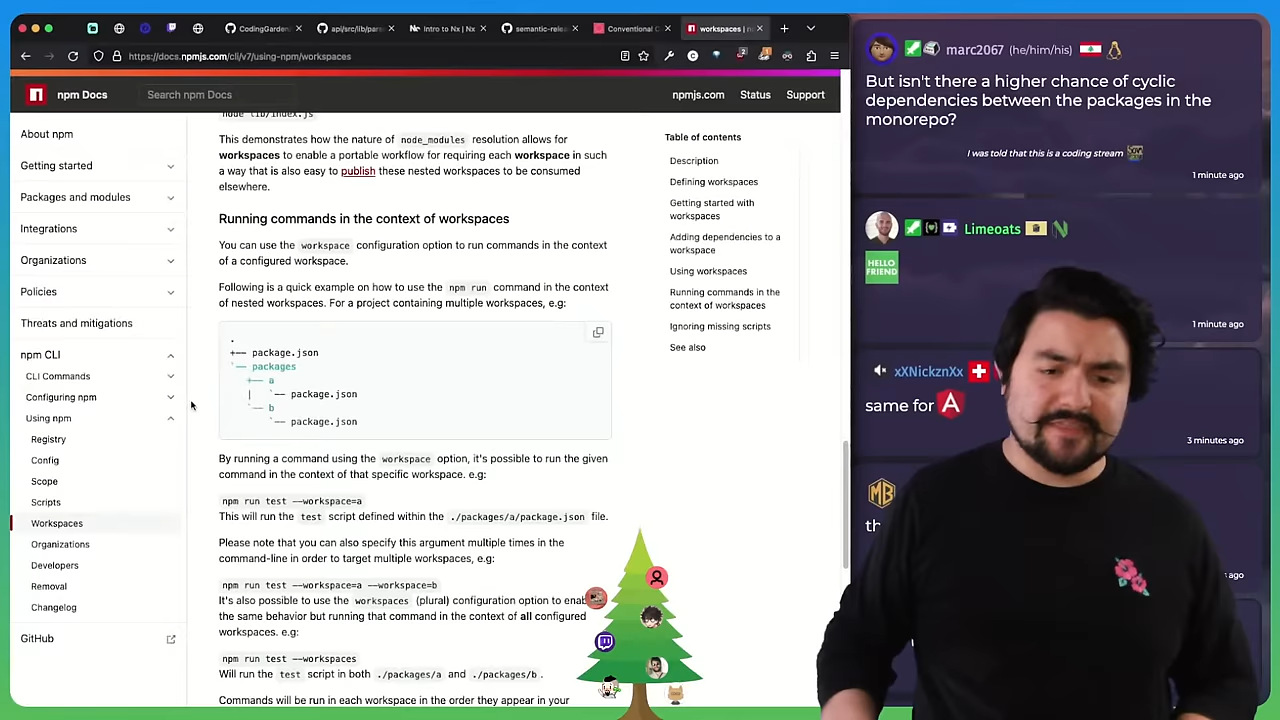 CodingGarden
api/src/lib/pars
Intro to Nx | Nx
semantic-relea
Conventional C
workspaces | n
https://docs.npmjs.com/cli/v7/using-npm/workspaces
npm Docs
Search npm Docs
npmjs.com
Status
Support
About npm
Getting started
Packages and modules
Integrations
Organizations
Policies
Threats and mitigations
npm CLI
CLI Commands
Configuring npm
Using npm
Registry
Config
Scope
Scripts
Workspaces
Organizations
Developers
Removal
Changelog
GitHub
node lib/index.js
This demonstrates how the nature of node_modules resolution allows for
workspaces to enable a portable workflow for requiring each workspace in such
a way that is also easy to publish these nested workspaces to be consumed
elsewhere.
Running commands in the context of workspaces
You can use the workspace configuration option to run commands in the context
of a configured workspace.
Following is a quick example on how to use the npm run command in the context
of nested workspaces. For a project containing multiple workspaces, e.g:
.
+-- package.json
`-- packages
+-- a
| `-- package.json
`-- b
`-- package.json
By running a command using the workspace option, it's possible to run the given
command in the context of that specific workspace. e.g:
npm run test --workspace=a
This will run the test script defined within the ./packages/a/package.json file.
Please note that you can also specify this argument multiple times in the
command-line in order to target multiple workspaces, e.g:
npm run test --workspace=a --workspace=b
It's also possible to use the workspaces (plural) configuration option to enab
the same behavior but running that command in the context of all configured
workspaces. e.g:
npm run test --workspaces
Will run the test script in both ./packages/a and ./packages/b .
Commands will be run in each workspace in the order they appear in your
Table of contents
Description
Defining workspaces
Getting started with
workspaces
Adding dependencies to a
workspace
Using workspaces
Running commands in the
context of workspaces
Ignoring missing scripts
See also
marc2067 (he/him/his)
But isn't there a higher chance of cyclic
dependencies between the packages in the
monorepo?
I was told that this is a coding stream
1 minute ago
Limeoats
HELLO
FRIEND
1 minute ago
xXNickznXx
same for A
3 minutes ago
MB
th
s ago